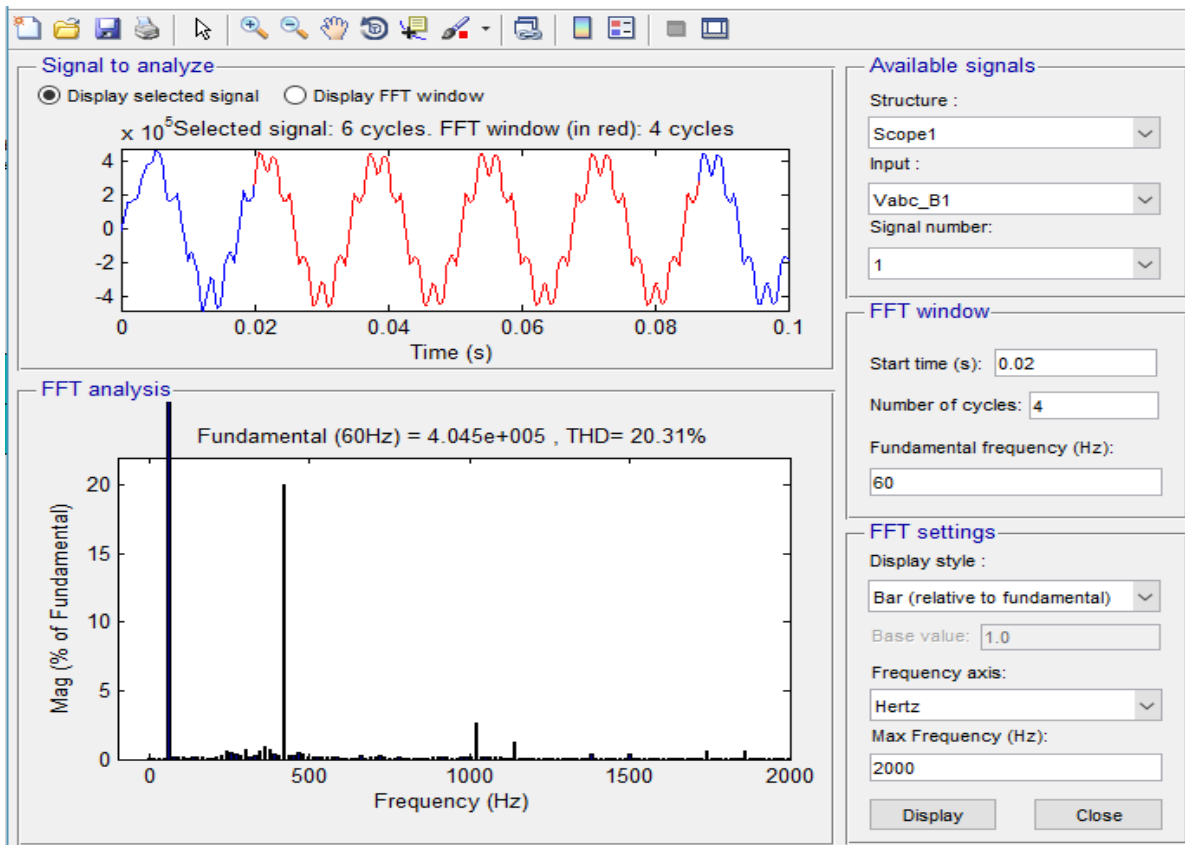 Signal to analyze
Display selected signal Display FFT window
x 10^5 Selected signal: 6 cycles. FFT window (in red): 4 cycles
4
2
0
-2
-4
0 0.02 0.04 0.06 0.08 0.1
Time (s)
FFT analysis
Fundamental (60Hz) = 4.045e+005 , THD= 20.31%
20
15
10
5
0
Mag (% of Fundamental)
0 500 1000 1500 2000
Frequency (Hz)
Available signals
Structure :
Scope1
Input :
Vabc_B1
Signal number:
1
FFT window
Start time (s): 0.02
Number of cycles: 4
Fundamental frequency (Hz):
60
FFT settings
Display style :
Bar (relative to fundamental)
Base value: 1.0
Frequency axis:
Hertz
Max Frequency (Hz):
2000
Display Close